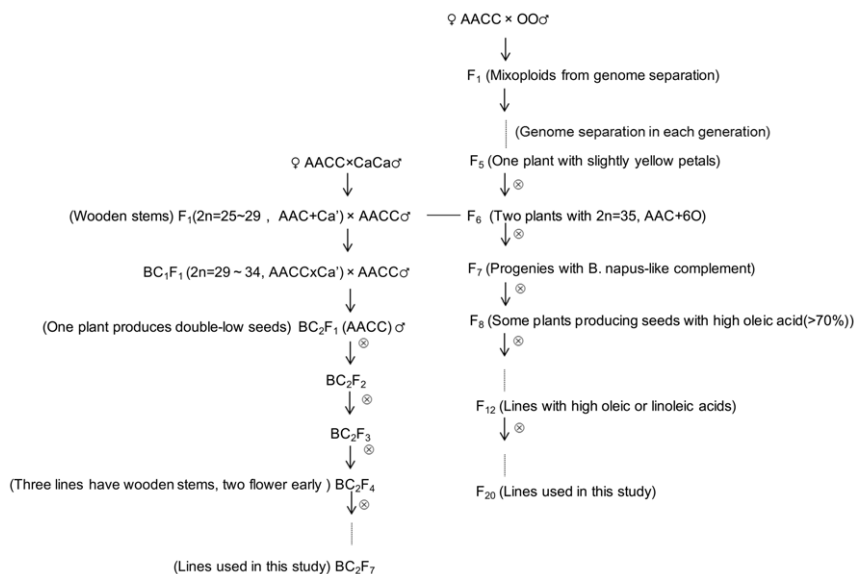 ♀ AACC × OO♂
F₁ (Mixoploids from genome separation)
(Genome separation in each generation)
♀ AACC×CaCa♂
F₅ (One plant with slightly yellow petals)
⊗
(Wooden stems) F₁(2n=25~29 , AAC+Ca’) × AACC♂
F₆ (Two plants with 2n=35, AAC+6O)
⊗
BC₁F₁ (2n=29 ~ 34, AACCxCa’) × AACC♂
F₇ (Progenies with B. napus-like complement)
⊗
(One plant produces double-low seeds) BC₂F₁ (AACC) ♂
F₈ (Some plants producing seeds with high oleic acid(>70%))
⊗
⊗
BC₂F₂
⊗
F₁₂ (Lines with high oleic or linoleic acids)
⊗
BC₂F₃
⊗
(Three lines have wooden stems, two flower early ) BC₂F₄
F₂₀ (Lines used in this study)
⊗
(Lines used in this study) BC₂F₇